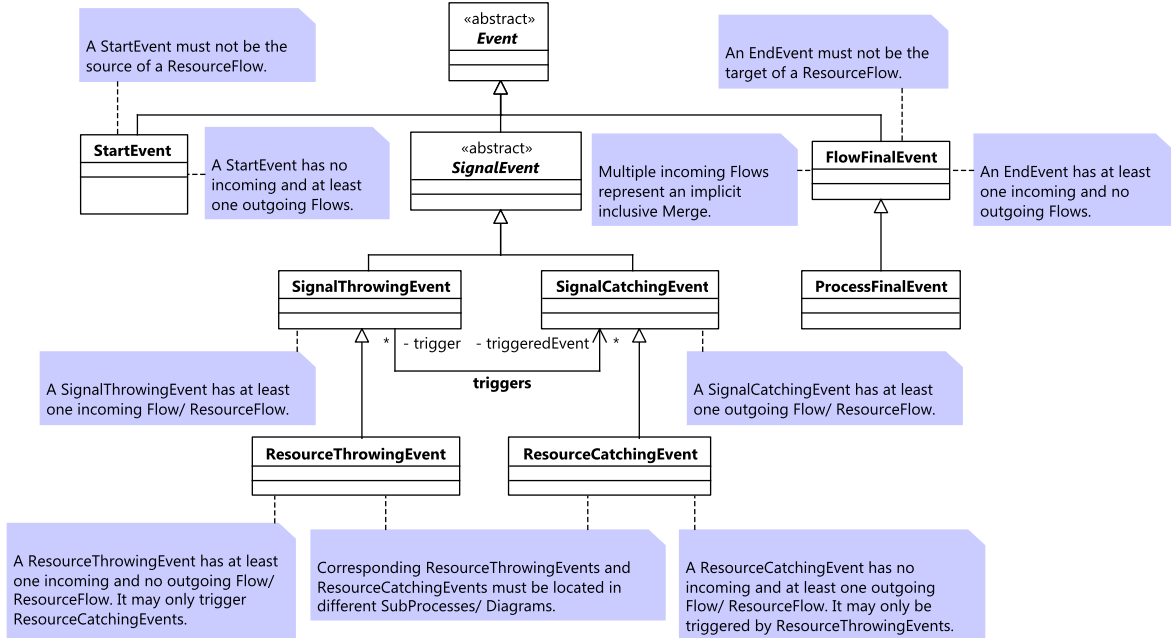 «abstract»
Event
A StartEvent must not be the
source of a ResourceFlow.
An EndEvent must not be the
target of a ResourceFlow.
StartEvent
A StartEvent has no
incoming and at least
one outgoing Flows.
«abstract»
SignalEvent
Multiple incoming Flows
represent an implicit
inclusive Merge.
FlowFinalEvent
An EndEvent has at least
one incoming and no
outgoing Flows.
SignalThrowingEvent
SignalCatchingEvent
ProcessFinalEvent
* - trigger - triggeredEvent *
triggers
A SignalThrowingEvent has at least
one incoming Flow/ ResourceFlow.
A SignalCatchingEvent has at least
one outgoing Flow/ ResourceFlow.
ResourceThrowingEvent
ResourceCatchingEvent
A ResourceThrowingEvent has at least
one incoming and no outgoing Flow/
ResourceFlow. It may only trigger
ResourceCatchingEvents.
Corresponding ResourceThrowingEvents and
ResourceCatchingEvents must be located in
different SubProcesses/ Diagrams.
A ResourceCatchingEvent has no
incoming and at least one outgoing
Flow/ ResourceFlow. It may only be
triggered by ResourceThrowingEvents.